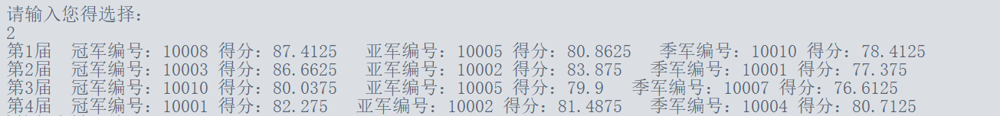 请输入您得选择：
2
第1届 冠军编号：10008 得分：87.4125 亚军编号：10005 得分：80.8625 季军编号：10010 得分：78.4125
第2届 冠军编号：10003 得分：86.6625 亚军编号：10002 得分：83.875 季军编号：10001 得分：77.375
第3届 冠军编号：10010 得分：80.0375 亚军编号：10005 得分：79.9 季军编号：10007 得分：76.6125
第4届 冠军编号：10001 得分：82.275 亚军编号：10002 得分：81.4875 季军编号：10004 得分：80.7125